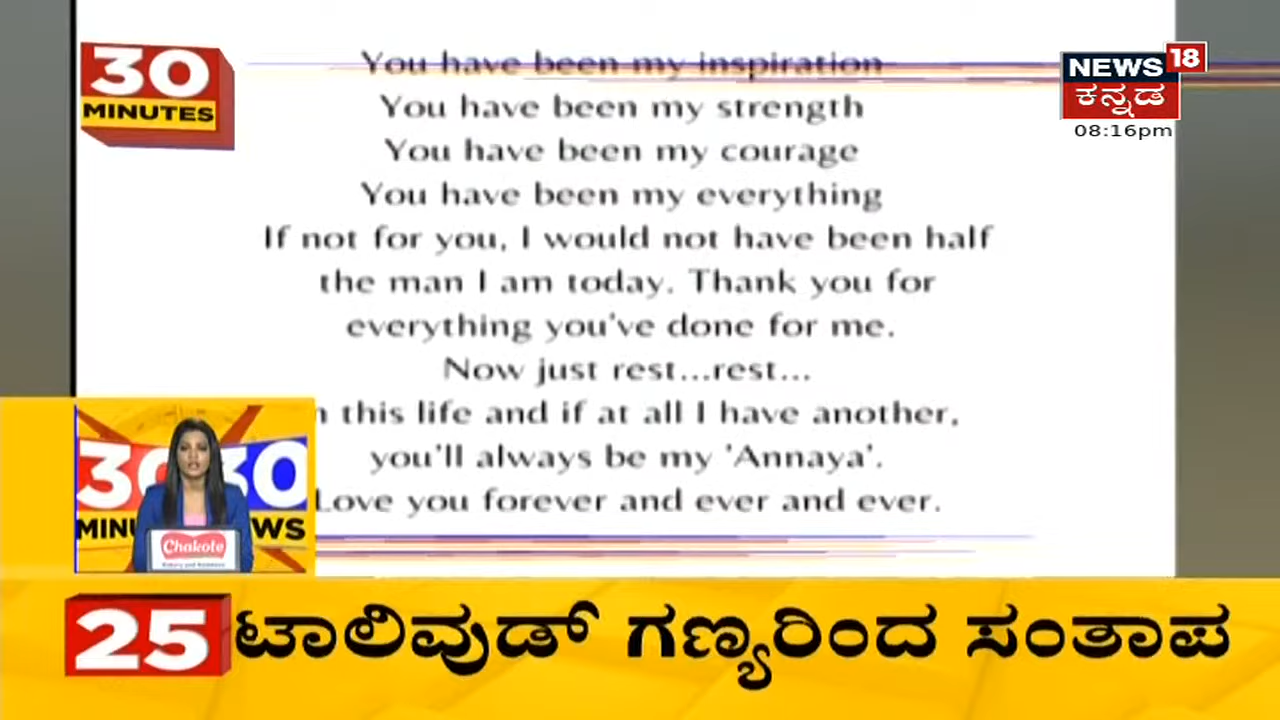 30
MINUTES
NEWS 18
ಕನ್ನಡ
08:16pm
You have been my inspiration
You have been my strength
You have been my courage
You have been my everything
If not for you, I would not have been half
the man I am today. Thank you for
everything you've done for me.
Now just rest...rest...
this life and if at all I have another,
you'll always be my 'Annaya'.
Love you forever and ever and ever.
30 30
MINU WS
Chakote
25 ಟಾಲಿವುಡ್ ಗಣ್ಯರಿಂದ ಸಂತಾಪ